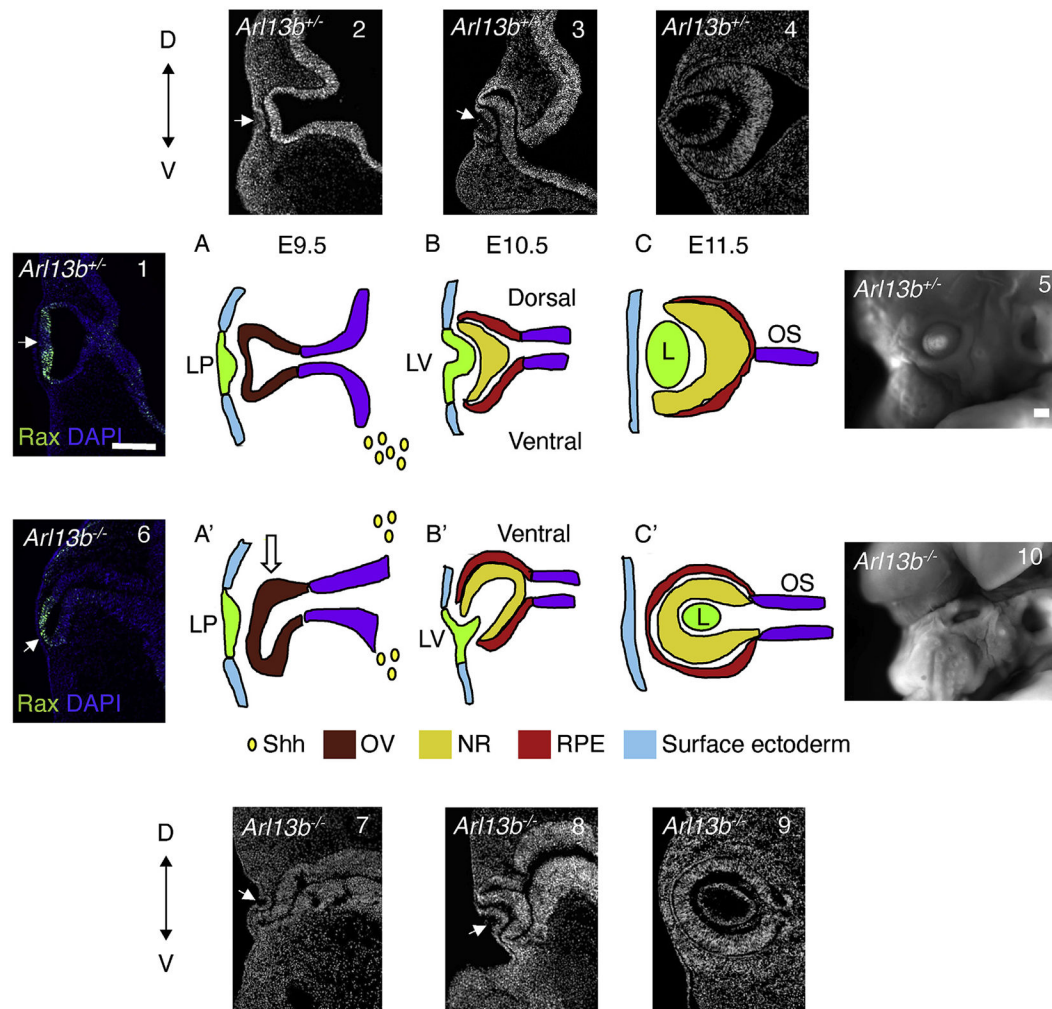 D
V
Arl13b+/- 2
Arl13b+/- 3
Arl13b+/- 4
A E9.5
B E10.5
C E11.5
Arl13b+/- 1
Rax DAPI
LP
Dorsal
LV
Ventral
L
OS
Arl13b+/- 5
Arl13b-/- 6
Rax DAPI
A'
LP
B' Ventral
LV
C'
L
OS
Arl13b-/- 10
Shh OV NR RPE Surface ectoderm
D
V
Arl13b-/- 7
Arl13b-/- 8
Arl13b-/- 9